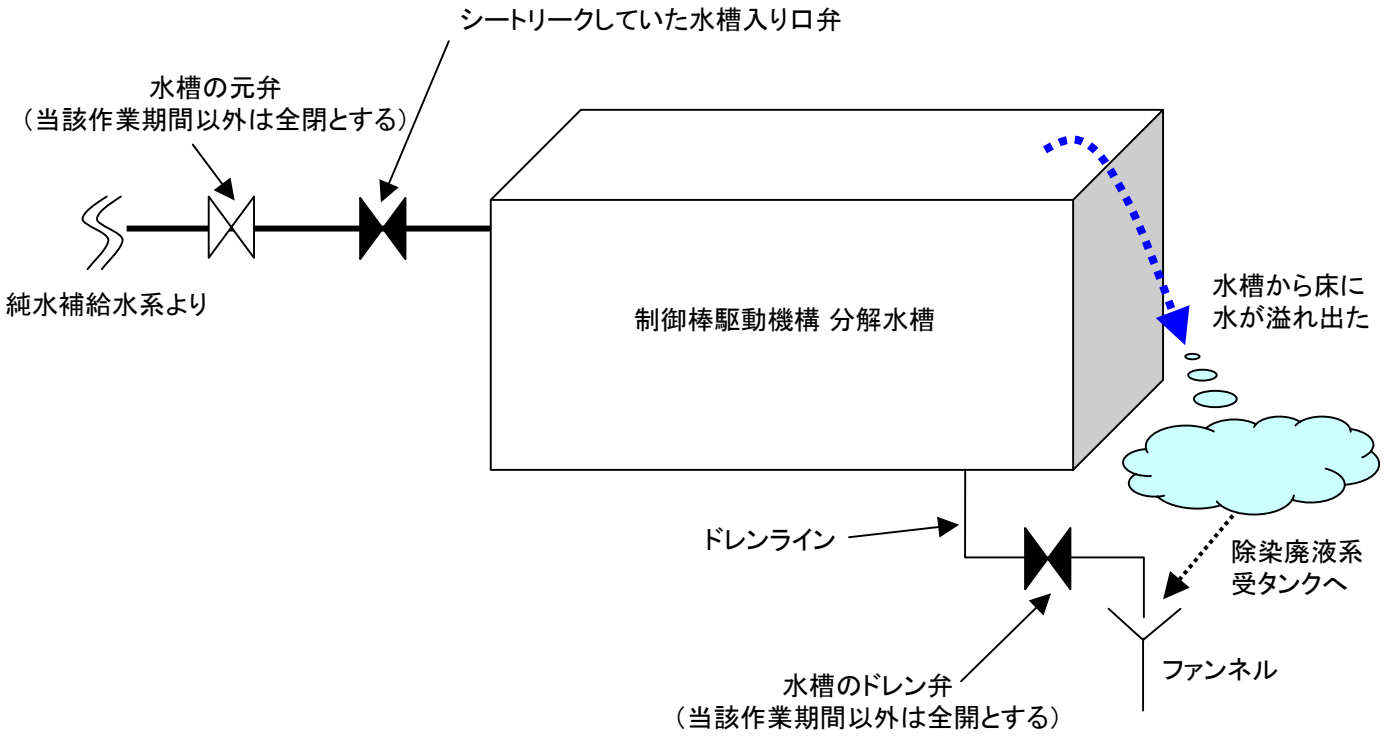 シートリークしていた水槽入り口弁
水槽の元弁
（当該作業期間以外は全閉とする）
純水補給水系より
制御棒駆動機構 分解水槽
水槽から床に
水が溢れ出た
ドレンライン
除染廃液系
受タンクへ
ファンネル
水槽のドレン弁
（当該作業期間以外は全開とする）